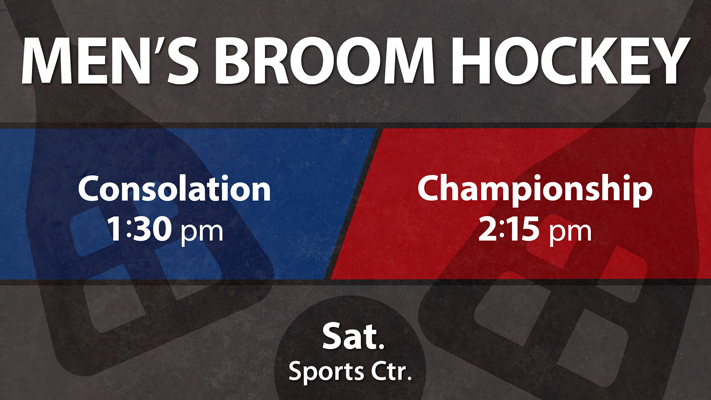 MEN’S BROOM HOCKEY
Consolation
1:30 pm
Championship
2:15 pm
Sat.
Sports Ctr.